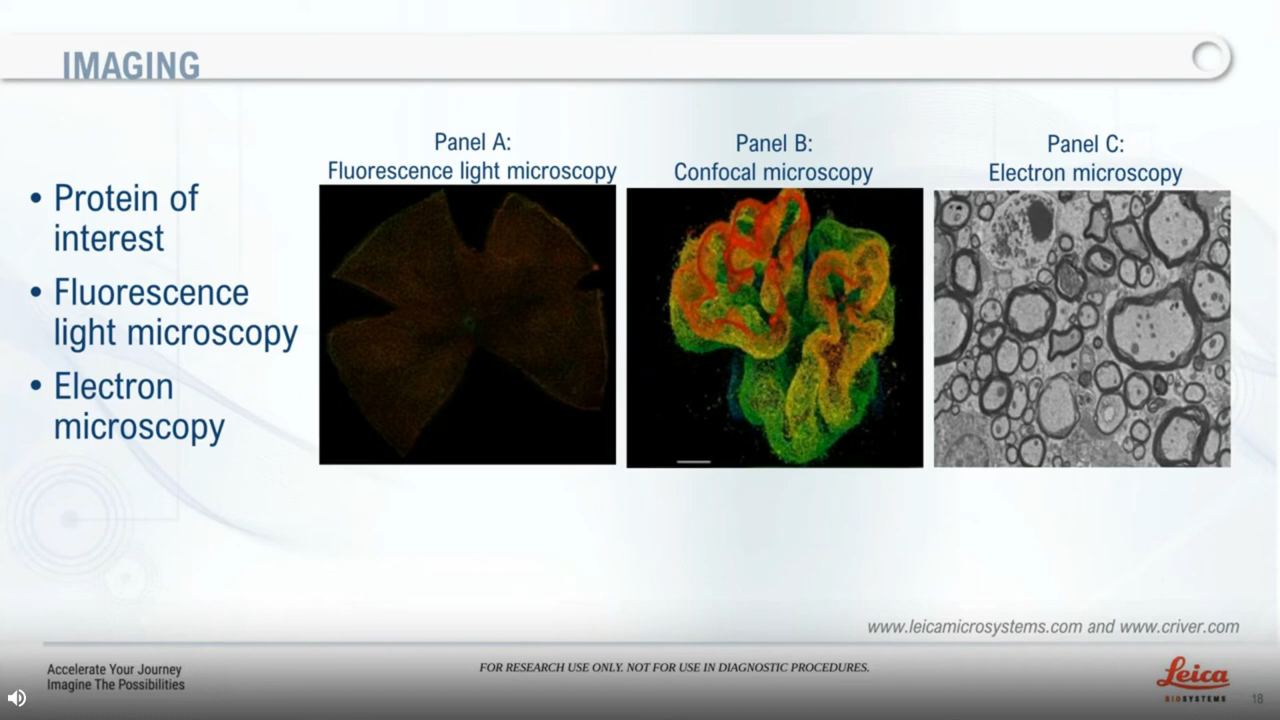 IMAGING
• Protein of
interest
• Fluorescence
light microscopy
• Electron
microscopy
Panel A:
Fluorescence light microscopy
Panel B:
Confocal microscopy
Panel C:
Electron microscopy
www.leicamicrosystems.com and www.criver.com
Accelerate Your Journey
Imagine The Possibilities
FOR RESEARCH USE ONLY. NOT FOR USE IN DIAGNOSTIC PROCEDURES.
Leica
BIOSYSTEMS
18